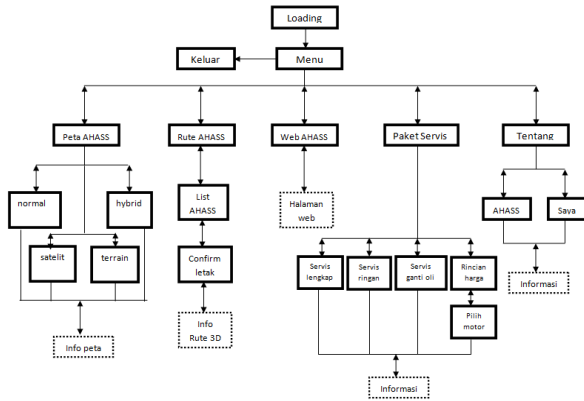 Loading
Keluar
Menu
Peta AHASS
Rute AHASS
Web AHASS
Paket Servis
Tentang
normal
hybrid
satelit
terrain
Info peta
List
AHASS
Confirm
letak
Info
Rute 3D
Halaman
web
Servis
lengkap
Servis
ringan
Servis
ganti oli
Rincian
harga
Pilih
motor
Informasi
AHASS
Saya
Informasi